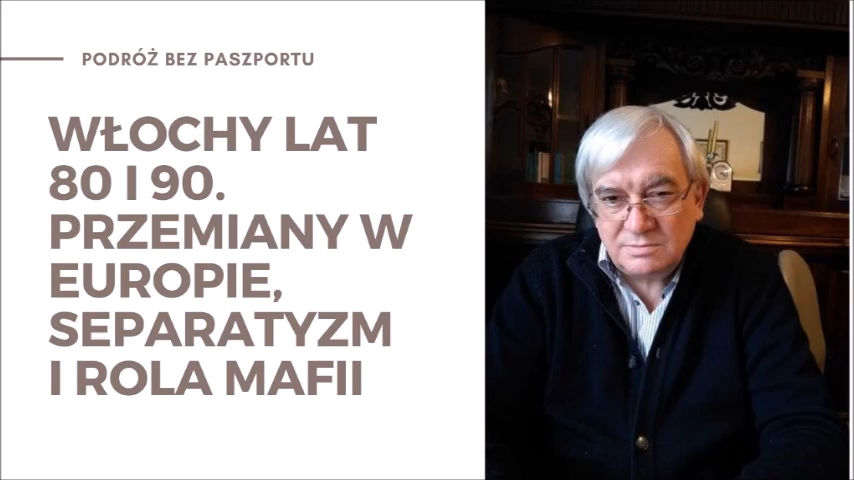 PODRÓŻ BEZ PASZPORTU
WŁOCHY LAT
80 I 90.
PRZEMIANY W
EUROPIE,
SEPARATYZM
I ROLA MAFII